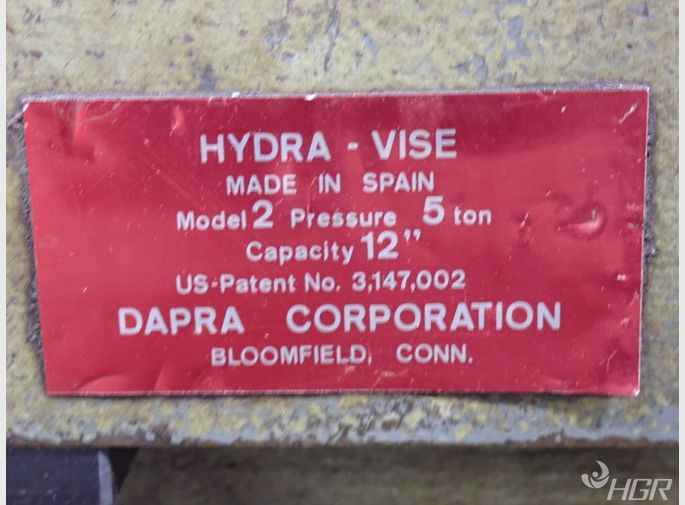 HYDRA - VISE
MADE IN SPAIN
Model 2 Pressure 5 ton
Capacity 12"
US-Patent No. 3,147,002
DAPRA CORPORATION
BLOOMFIELD, CONN.
HGR